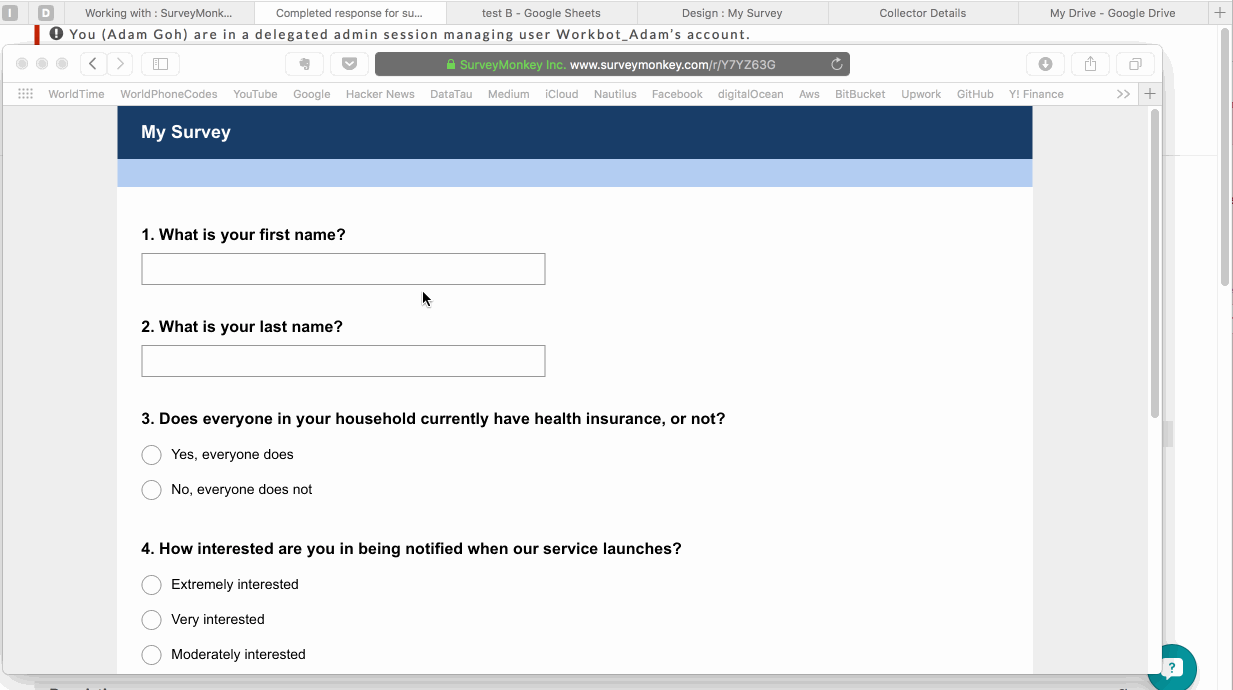 I D Working with : SurveyMonk... Completed response for su... test B - Google Sheets Design : My Survey Collector Details My Drive - Google Drive +
You (Adam Goh) are in a delegated admin session managing user Workbot_Adam's account.
SurveyMonkey Inc. www.surveymonkey.com/r/Y7YZ63G
WorldTime WorldPhoneCodes YouTube Google Hacker News DataTau Medium iCloud Nautilus Facebook digitalOcean Aws BitBucket Upwork GitHub Y! Finance >> +
My Survey
1. What is your first name?
2. What is your last name?
3. Does everyone in your household currently have health insurance, or not?
Yes, everyone does
No, everyone does not
4. How interested are you in being notified when our service launches?
Extremely interested
Very interested
Moderately interested
?